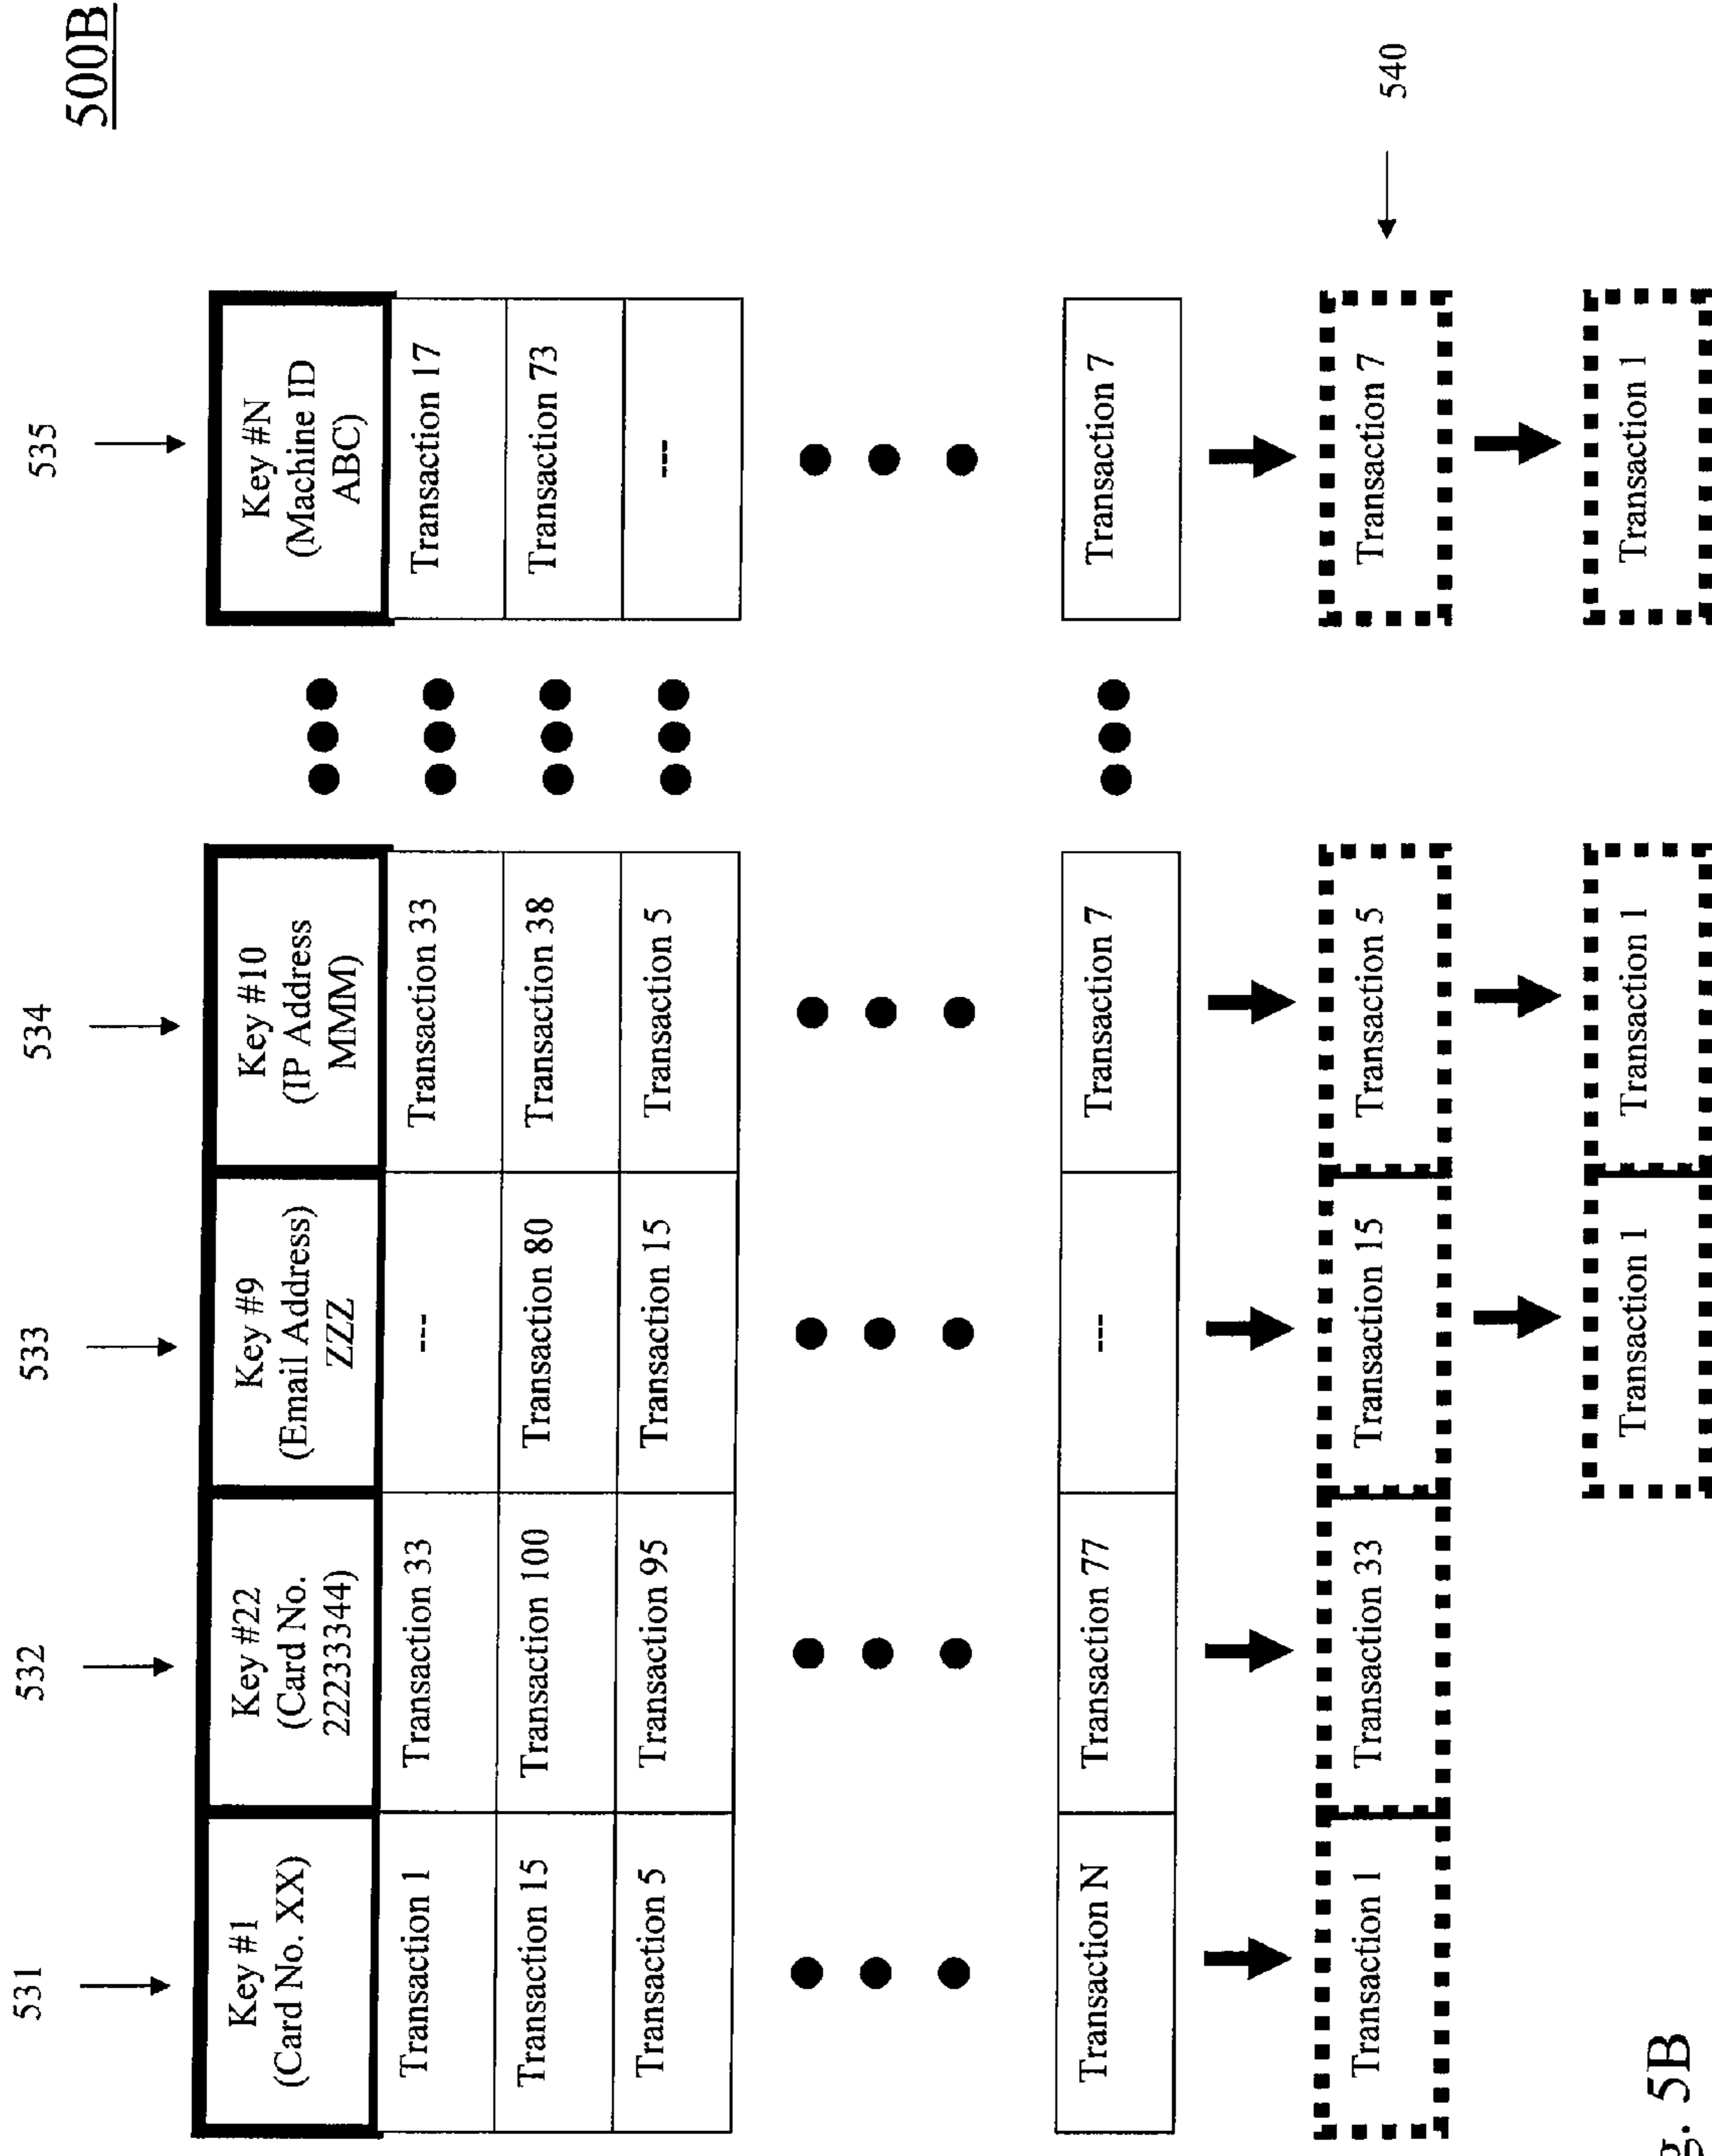 500B
531
532
533
534
535
Key #1
(Card No. XX)
Key #22
(Card No.
22233344)
Key #9
(Email Address)
ZZZ
Key #10
(IP Address
MMM)
Key #N
(Machine ID
ABC)
Transaction 1
Transaction 33
---
Transaction 33
Transaction 17
Transaction 15
Transaction 100
Transaction 80
Transaction 38
Transaction 73
Transaction 5
Transaction 95
Transaction 15
Transaction 5
---
Transaction N
Transaction 77
---
Transaction 7
Transaction 7
540
Transaction 1
Transaction 33
Transaction 15
Transaction 5
Transaction 7
Transaction 1
Transaction 1
Transaction 1
g. 5B